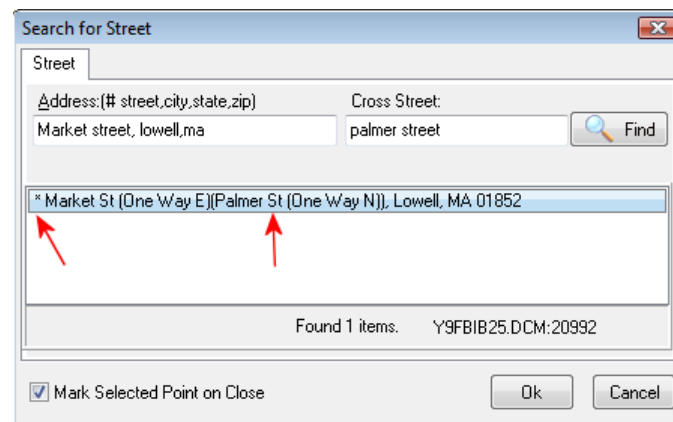 Search for Street
Street
Address:(# street,city,state,zip) Cross Street:
Market street, lowell,ma palmer street Find
* Market St (One Way E)(Palmer St (One Way N)), Lowell, MA 01852
Found 1 items. Y9FBIB25.DCM:20992
Mark Selected Point on Close Ok Cancel